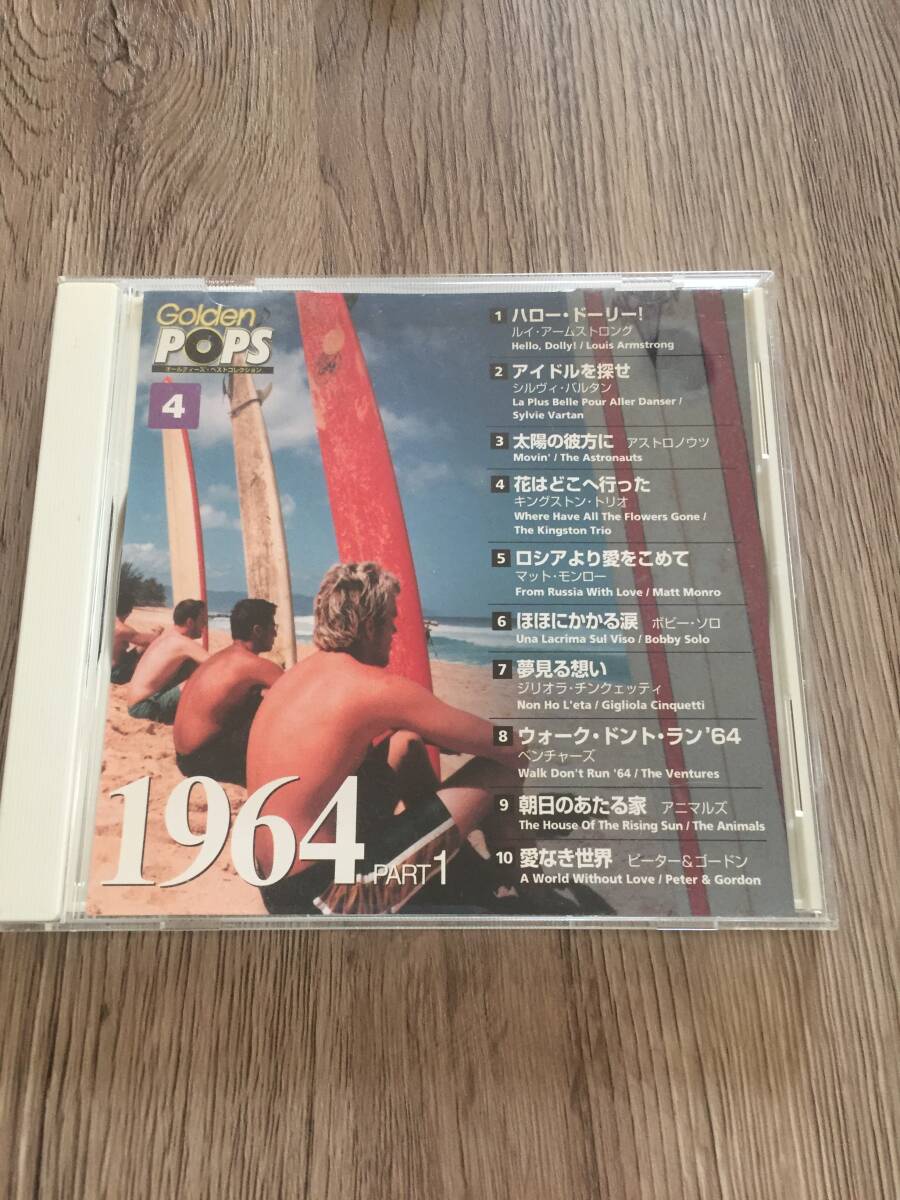 Golden
POPS
オールディーズ・ベストコレクション
4
1 ハロー・ドーリー!
ルイ・アームストロング
Hello, Dolly! / Louis Armstrong
2 アイドルを探せ
シルヴィ・バルタン
La Plus Belle Pour Aller Danser /
Sylvie Vartan
3 太陽の彼方に アストロノウツ
Movin' / The Astronauts
4 花はどこへ行った
キングストン・トリオ
Where Have All The Flowers Gone /
The Kingston Trio
5 ロシアより愛をこめて
マット・モンロー
From Russia With Love / Matt Monro
6 ほほにかかる涙 ボビー・ソロ
Una Lacrima Sul Viso / Bobby Solo
7 夢見る想い
ジリオラ・チンクェッティ
Non Ho L'eta / Gigliola Cinquetti
8 ウォーク・ドント・ラン'64
ベンチャーズ
Walk Don't Run '64 / The Ventures
9 朝日のあたる家 アニマルズ
The House Of The Rising Sun / The Animals
10 愛なき世界 ピーター&ゴードン
A World Without Love / Peter & Gordon
1964 PART 1